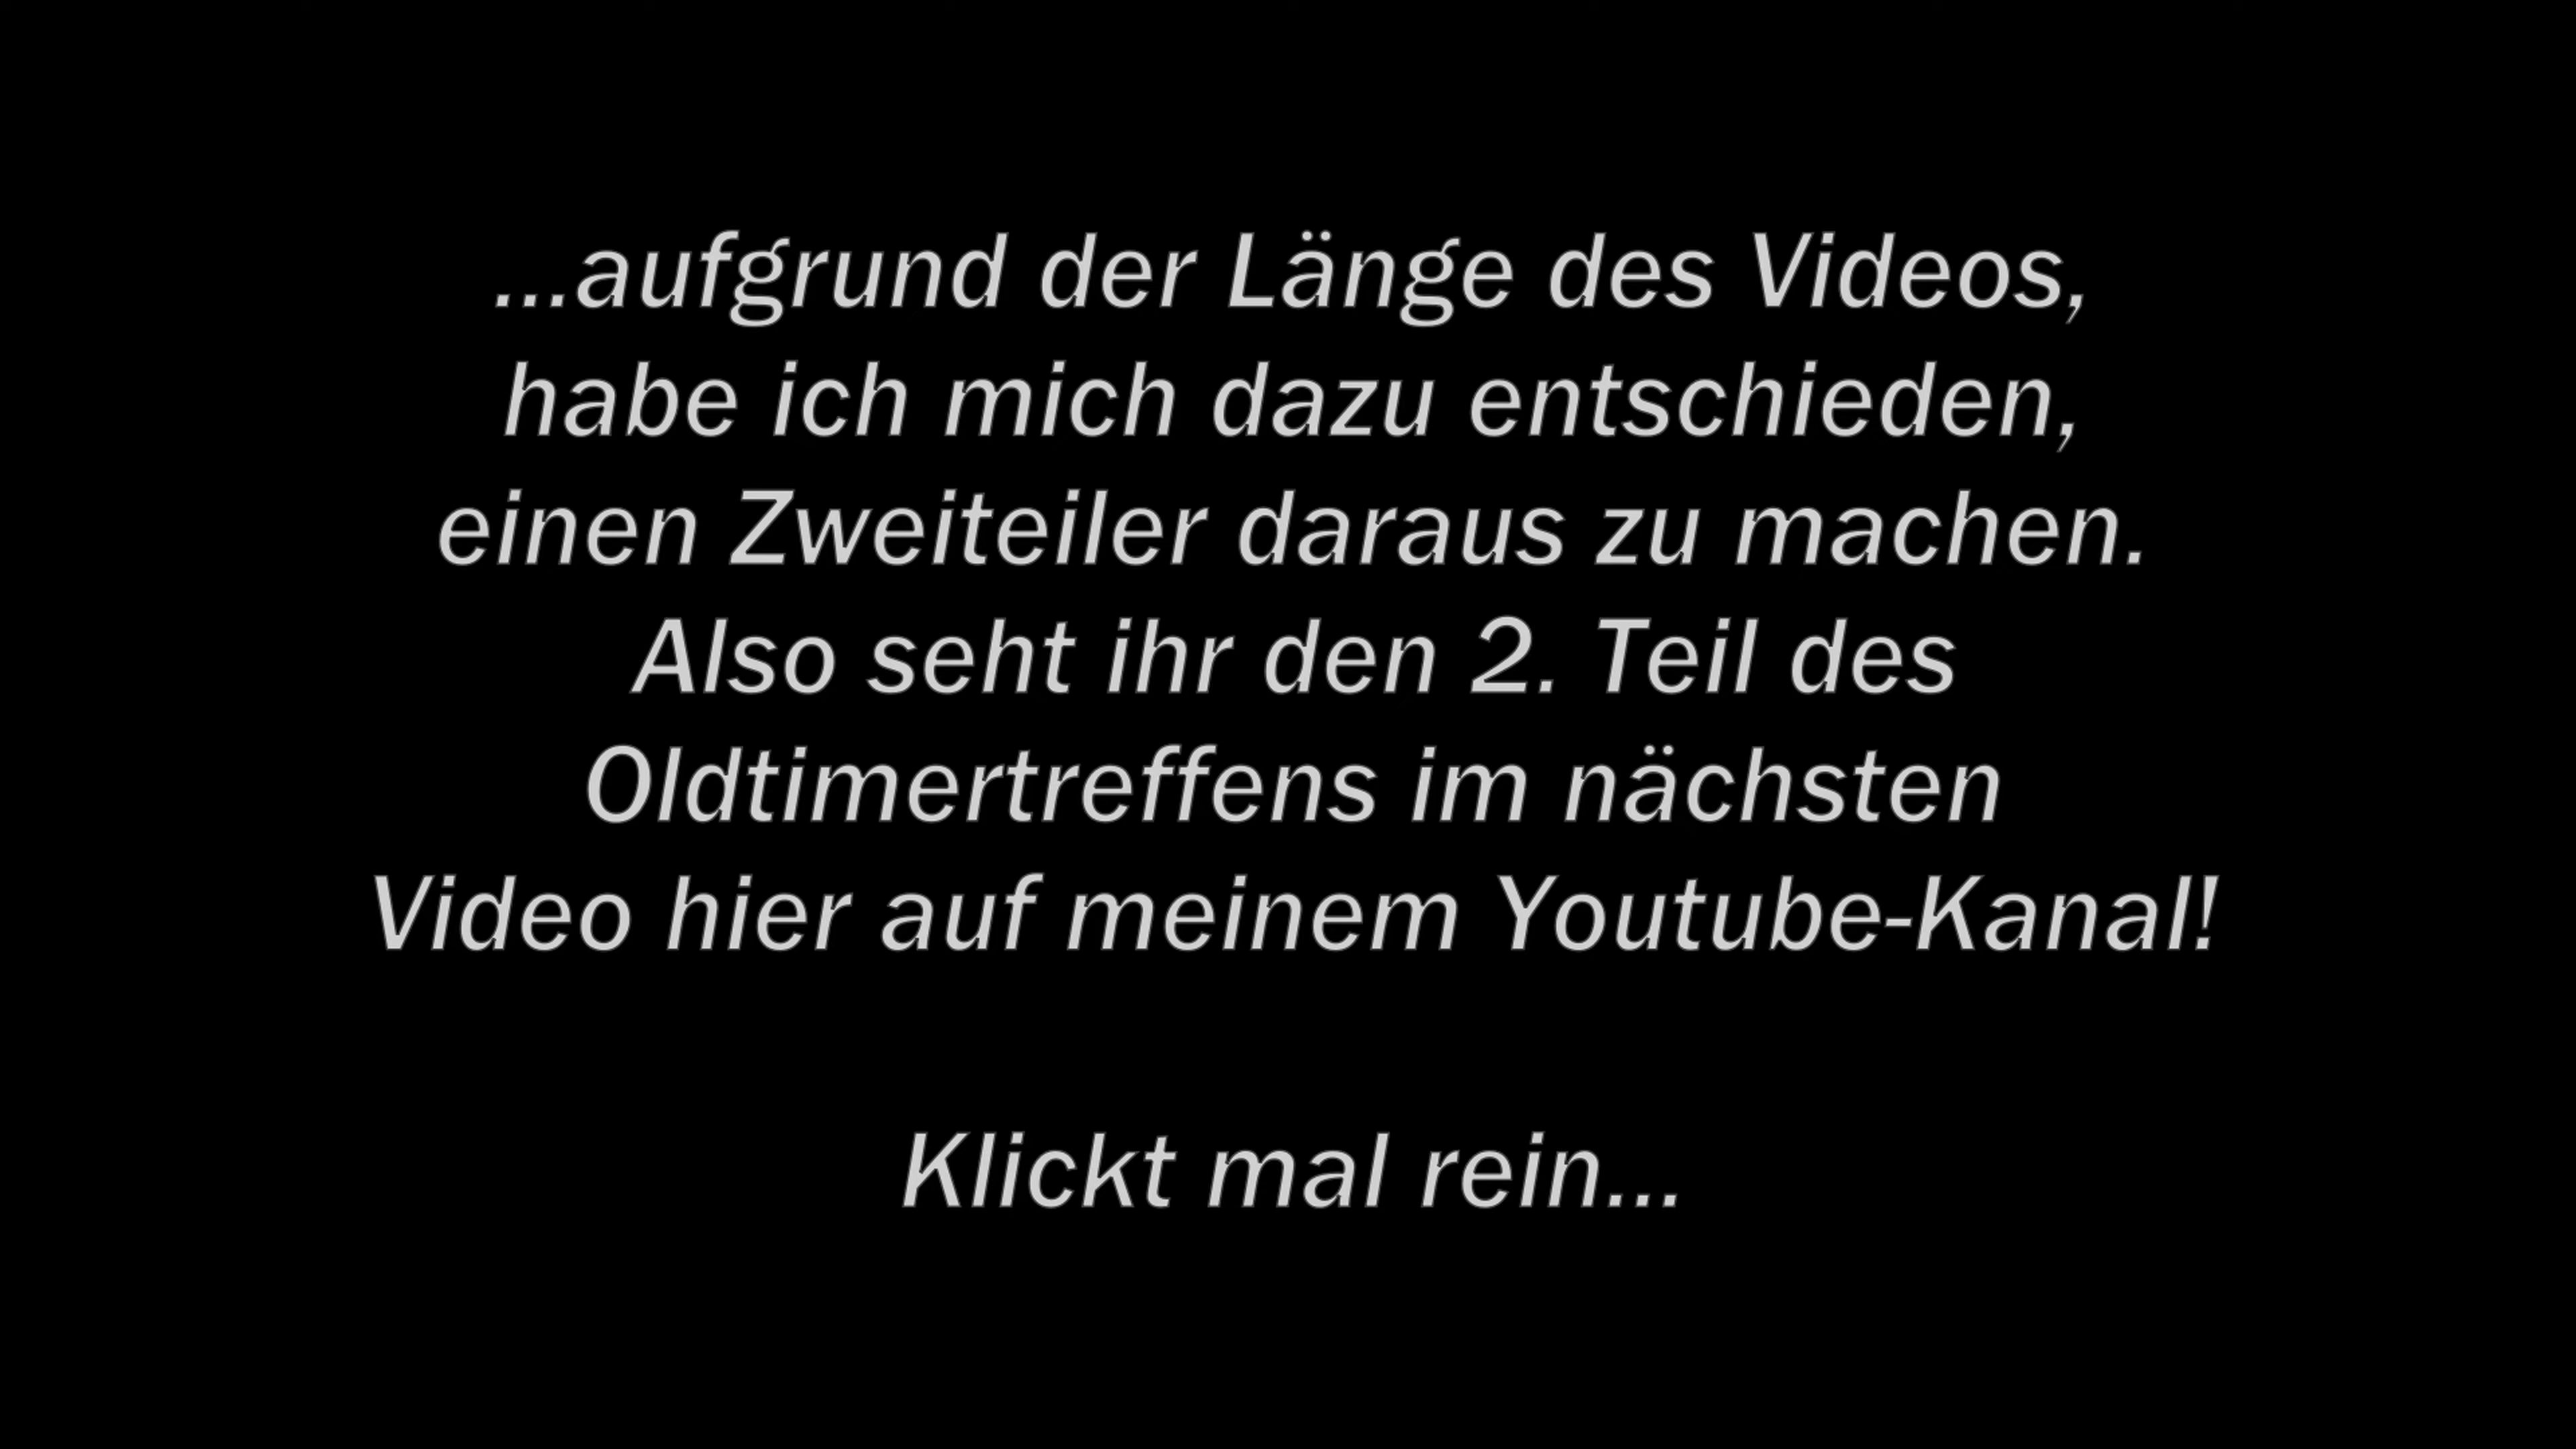 ...aufgrund der Länge des Videos,
habe ich mich dazu entschieden,
einen Zweiteiler daraus zu machen.
Also seht ihr den 2. Teil des
Oldtimertreffens im nächsten
Video hier auf meinem Youtube-Kanal!
Klickt mal rein...